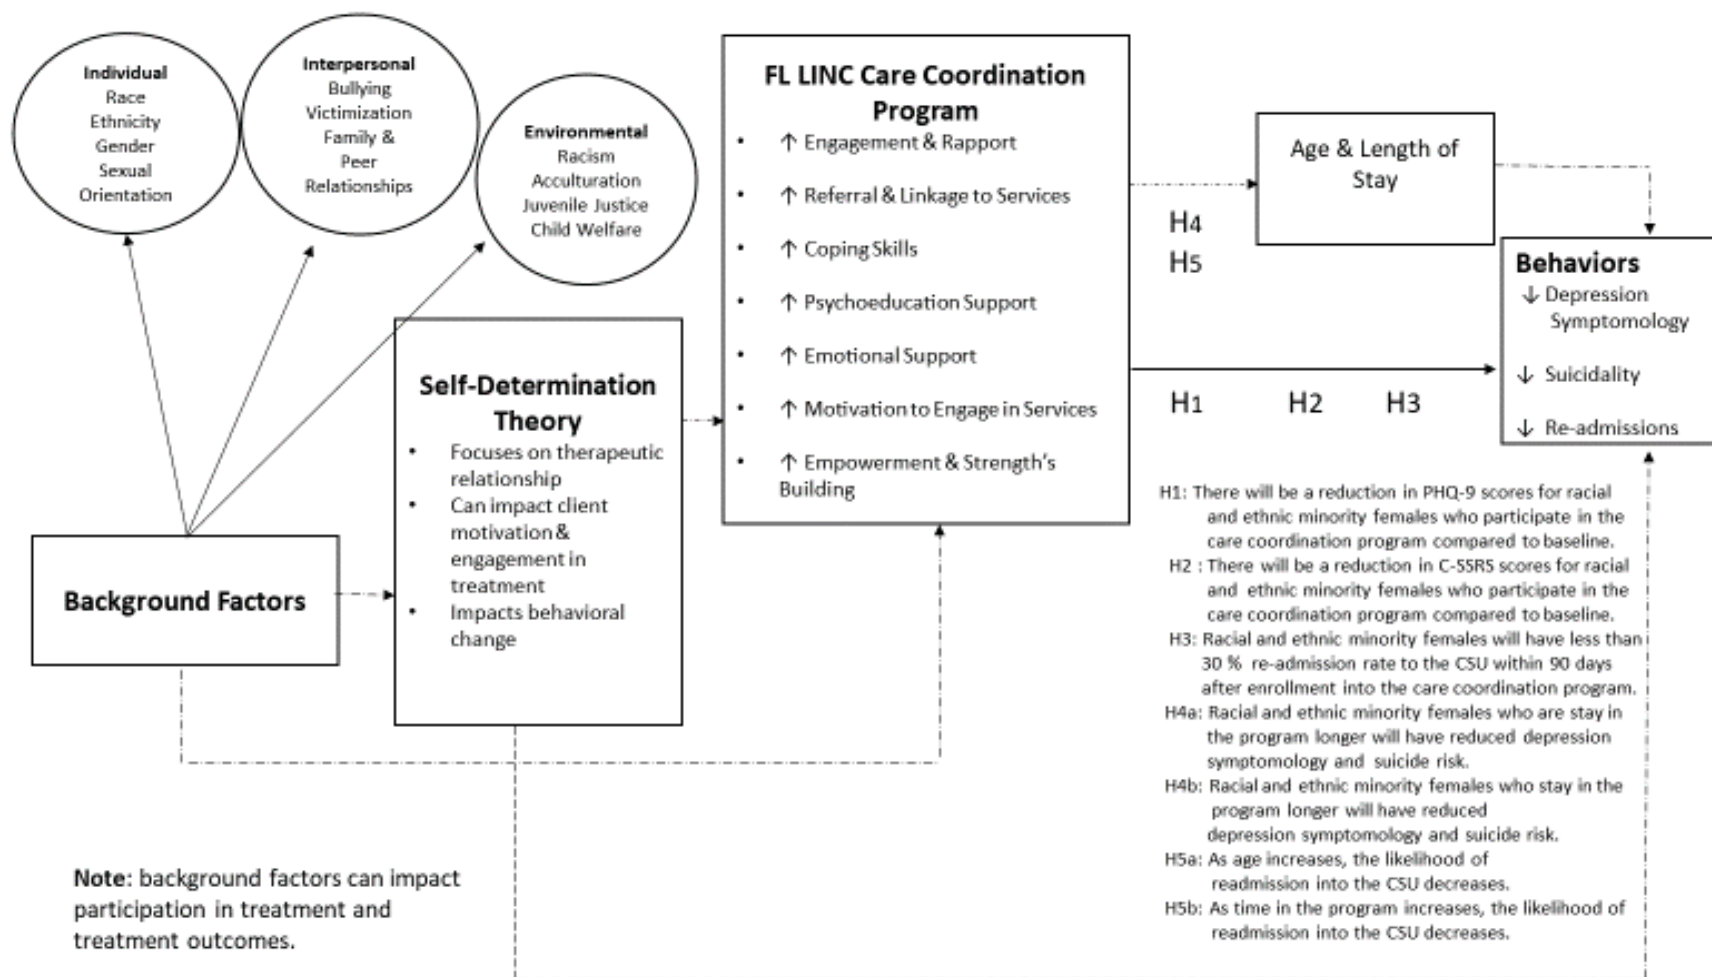 Individual
Race
Ethnicity
Gender
Sexual
Orientation
Interpersonal
Bullying
Victimization
Family &
Peer
Relationships
Environmental
Racism
Acculturation
Juvenile Justice
Child Welfare
Background Factors
Self-Determination
Theory
• Focuses on therapeutic
relationship
• Can impact client
motivation &
engagement in
treatment
• Impacts behavioral
change
FL LINC Care Coordination
Program
• ↑ Engagement & Rapport
• ↑ Referral & Linkage to Services
• ↑ Coping Skills
• ↑ Psychoeducation Support
• ↑ Emotional Support
• ↑ Motivation to Engage in Services
• ↑ Empowerment & Strength's
Building
H4
H5
Age & Length of
Stay
H1 H2 H3
Behaviors
↓ Depression
Symptomology
↓ Suicidality
↓ Re-admissions
H1: There will be a reduction in PHQ-9 scores for racial
and ethnic minority females who participate in the
care coordination program compared to baseline.
H2 : There will be a reduction in C-SSRS scores for racial
and ethnic minority females who participate in the
care coordination program compared to baseline.
H3: Racial and ethnic minority females will have less than
30 % re-admission rate to the CSU within 90 days
after enrollment into the care coordination program.
H4a: Racial and ethnic minority females who are stay in
the program longer will have reduced depression
symptomology and suicide risk.
H4b: Racial and ethnic minority females who stay in the
program longer will have reduced
depression symptomology and suicide risk.
H5a: As age increases, the likelihood of
readmission into the CSU decreases.
H5b: As time in the program increases, the likelihood of
readmission into the CSU decreases.
Note: background factors can impact
participation in treatment and
treatment outcomes.